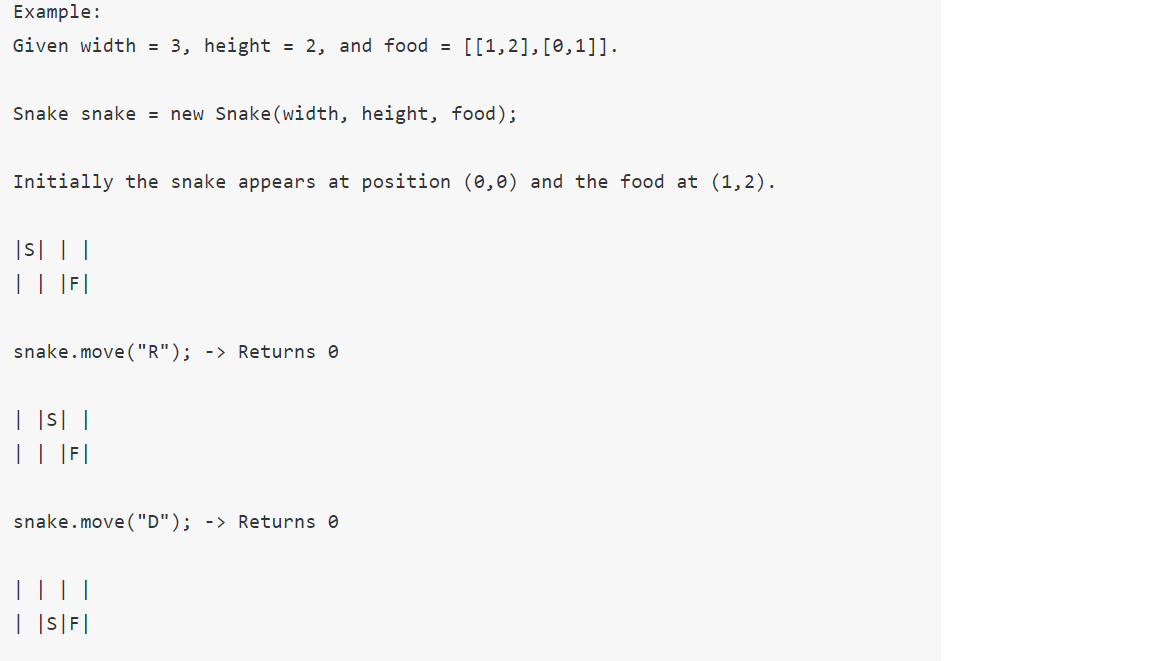 Example:
Given width = 3, height = 2, and food = [[1,2],[0,1]].
Snake snake = new Snake(width, height, food);
Initially the snake appears at position (0,0) and the food at (1,2).
|S| | |
| | |F|
snake.move("R"); -> Returns 0
| |S| |
| | |F|
snake.move("D"); -> Returns 0
| | | |
| |S|F|